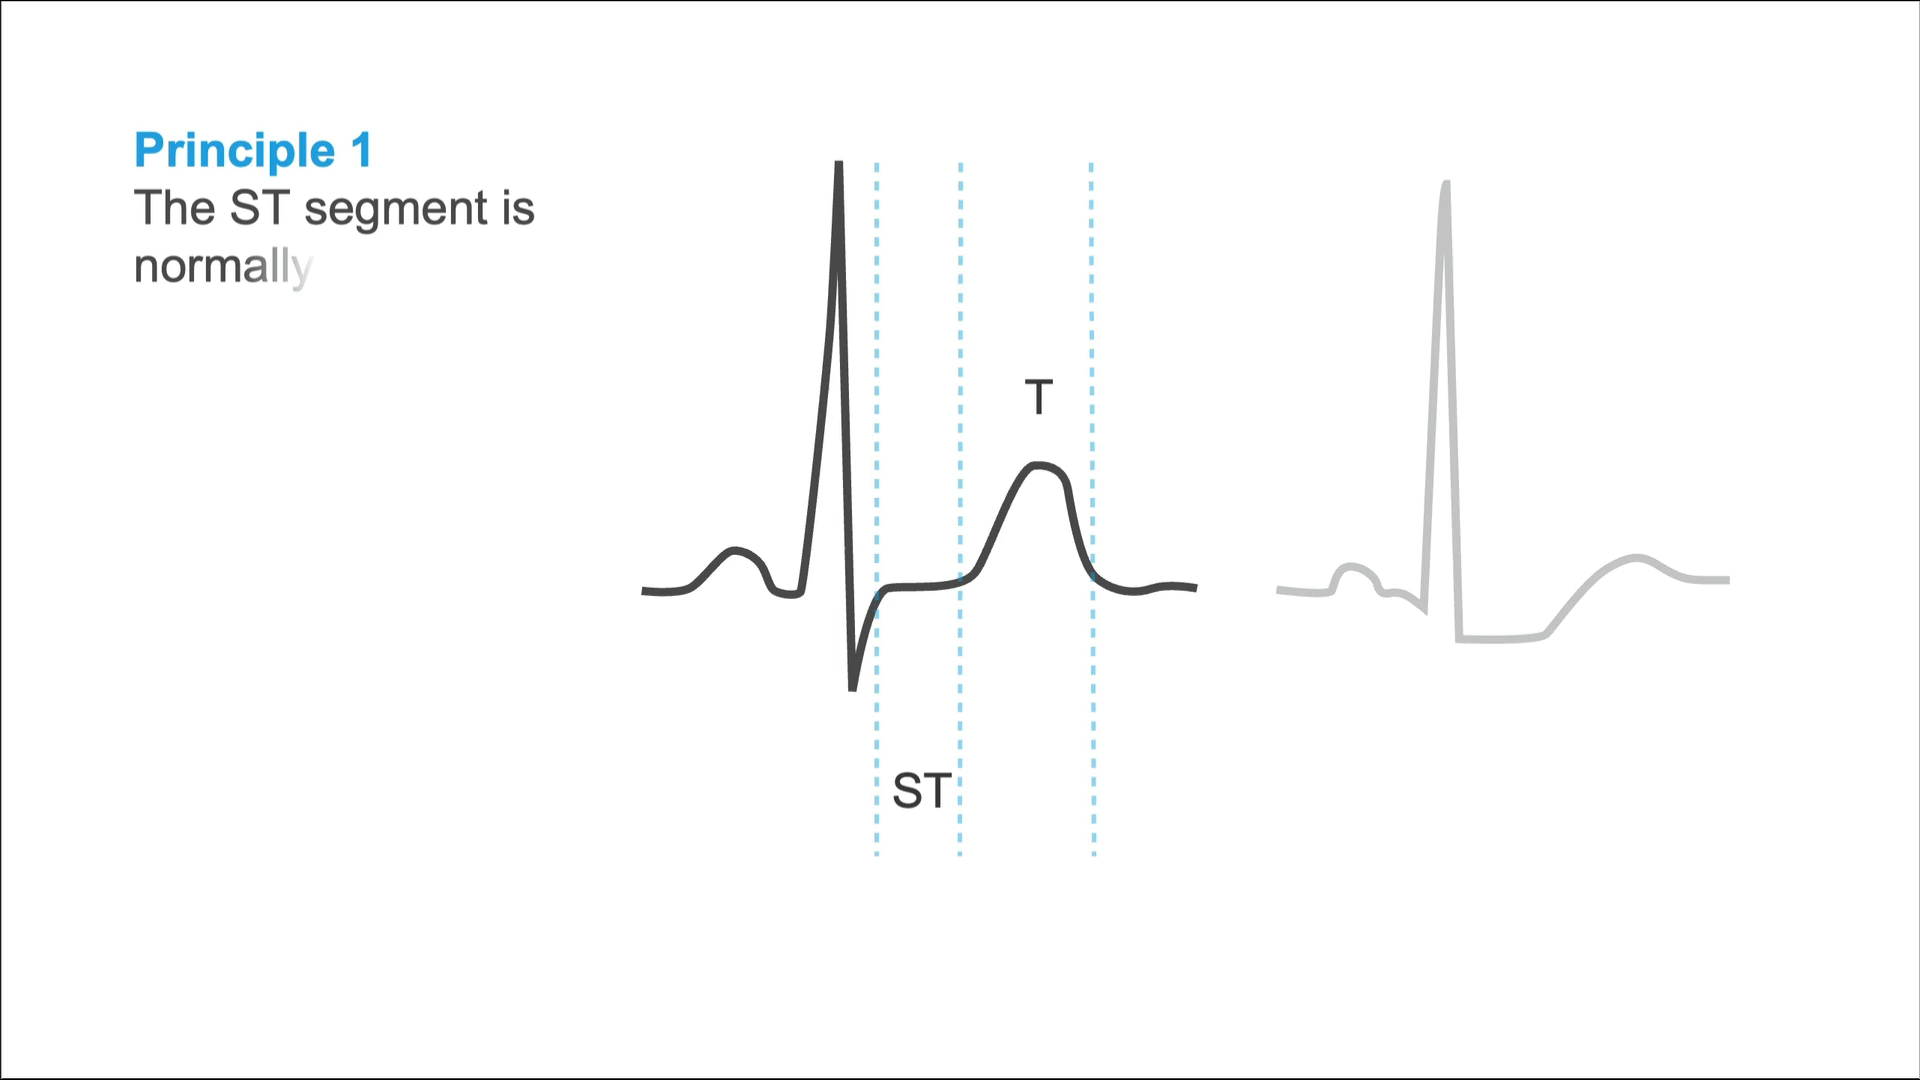 Principle 1
The ST segment is
normally
T
ST